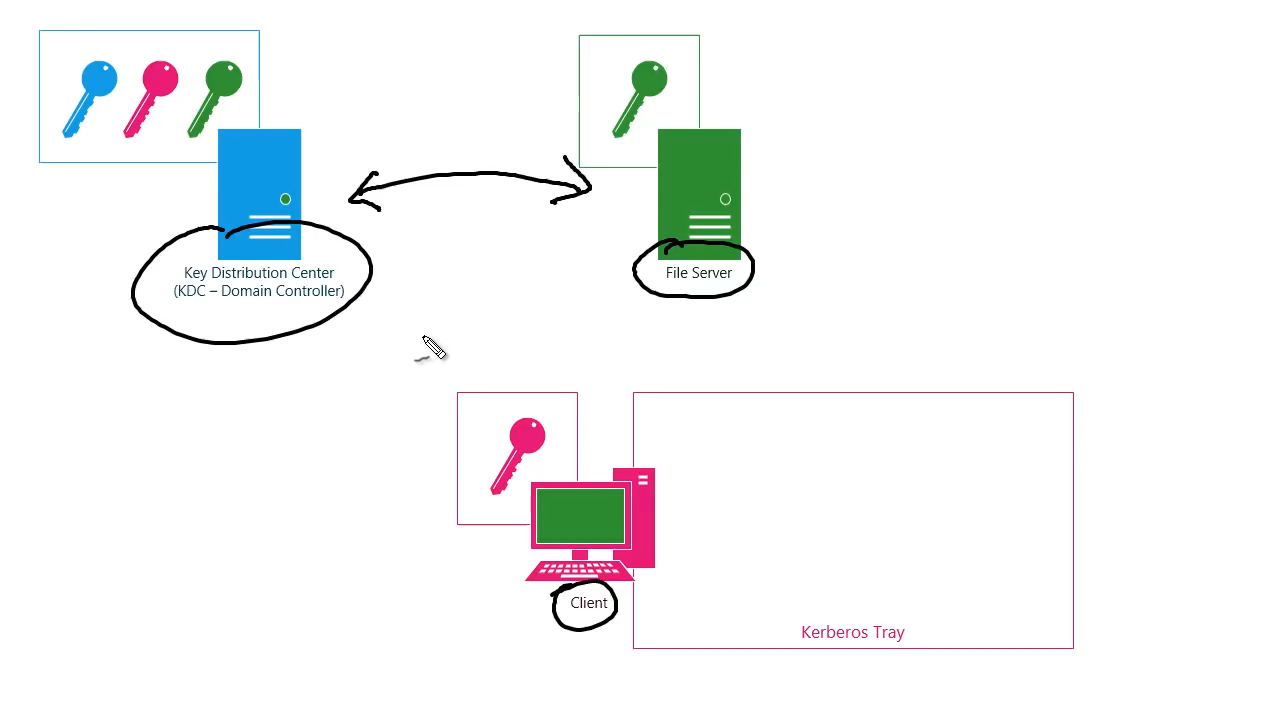 Key Distribution Center
(KDC – Domain Controller)
File Server
Client
Kerberos Tray